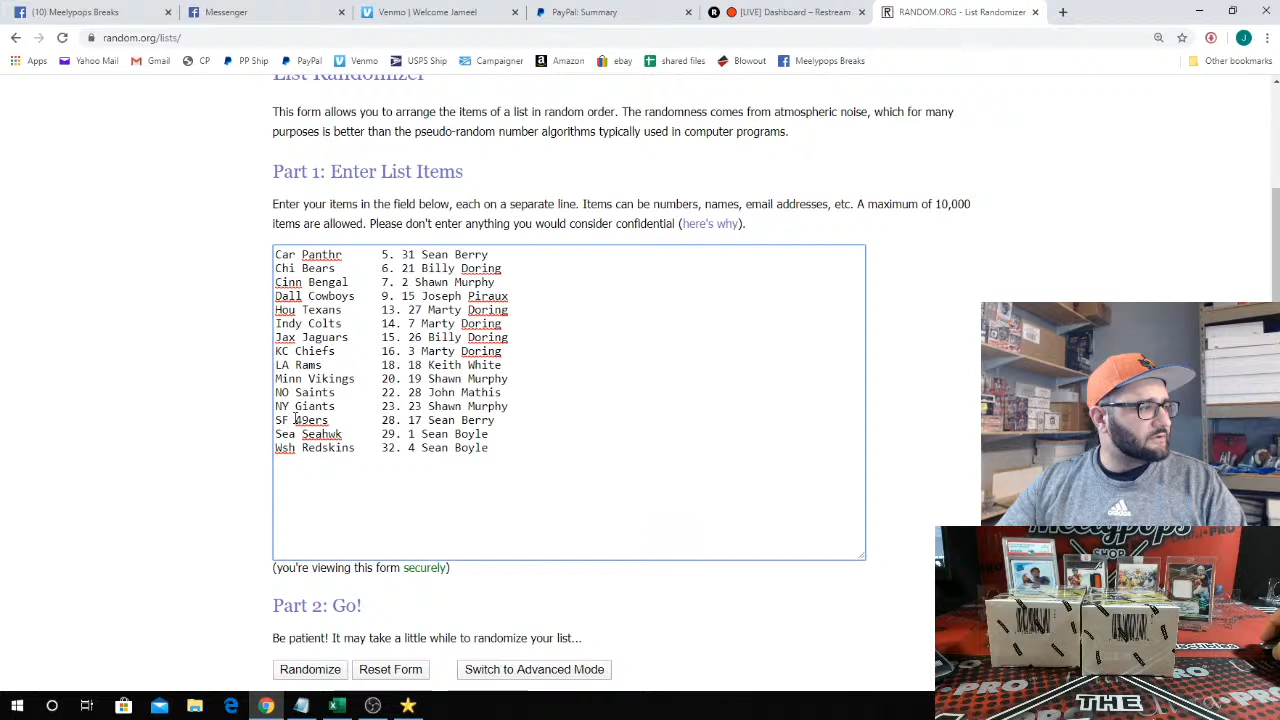 (10) Meelypops Breaks
Messenger
Venmo | Welcome Jameel
PayPal: Summary
[LIVE] Dashboard – Restream
RANDOM.ORG - List Randomizer
random.org/lists/
J
Apps
Yahoo Mail
Gmail
CP
PP Ship
PayPal
Venmo
USPS Ship
Campaigner
Amazon
ebay
shared files
Blowout
Meelypops Breaks
Other bookmarks
List Randomizer
This form allows you to arrange the items of a list in random order. The randomness comes from atmospheric noise, which for many
purposes is better than the pseudo-random number algorithms typically used in computer programs.
Part 1: Enter List Items
Enter your items in the field below, each on a separate line. Items can be numbers, names, email addresses, etc. A maximum of 10,000
items are allowed. Please don't enter anything you would consider confidential (here's why).
Car Panthr 5. 31 Sean Berry
Chi Bears 6. 21 Billy Doring
Cinn Bengal 7. 2 Shawn Murphy
Dall Cowboys 9. 15 Joseph Piraux
Hou Texans 13. 27 Marty Doring
Indy Colts 14. 7 Marty Doring
Jax Jaguars 15. 26 Billy Doring
KC Chiefs 16. 3 Marty Doring
LA Rams 18. 18 Keith White
Minn Vikings 20. 19 Shawn Murphy
NO Saints 22. 28 John Mathis
NY Giants 23. 23 Shawn Murphy
SF 49ers 28. 17 Sean Berry
Sea Seahwk 29. 1 Sean Boyle
Wsh Redskins 32. 4 Sean Boyle
(you're viewing this form securely)
Part 2: Go!
Be patient! It may take a little while to randomize your list...
Randomize
Reset Form
Switch to Advanced Mode
adidas
Meelypops
SHOP
THE